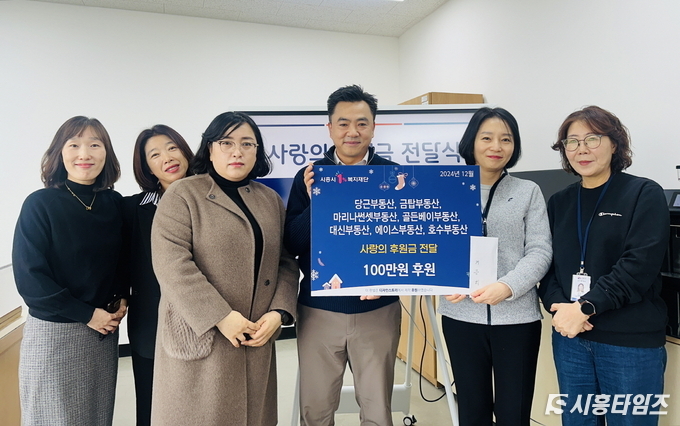 사랑의 금 전달식
시흥시 1% 복지재단
2024년 12월
당근부동산, 금탑부동산,
마리나썬셋부동산, 골든베이부동산,
대신부동산, 에이스부동산, 호수부동산
사랑의 후원금 전달
100만원 후원
시흥타임즈